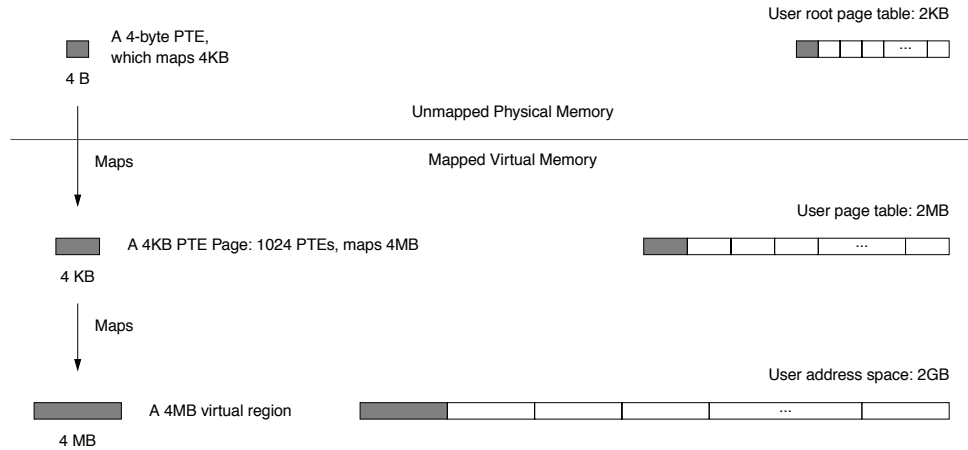 User root page table: 2KB
A 4-byte PTE,
which maps 4KB
...
4 B
Unmapped Physical Memory
Mapped Virtual Memory
Maps
User page table: 2MB
A 4KB PTE Page: 1024 PTEs, maps 4MB
...
4 KB
Maps
User address space: 2GB
A 4MB virtual region
...
4 MB